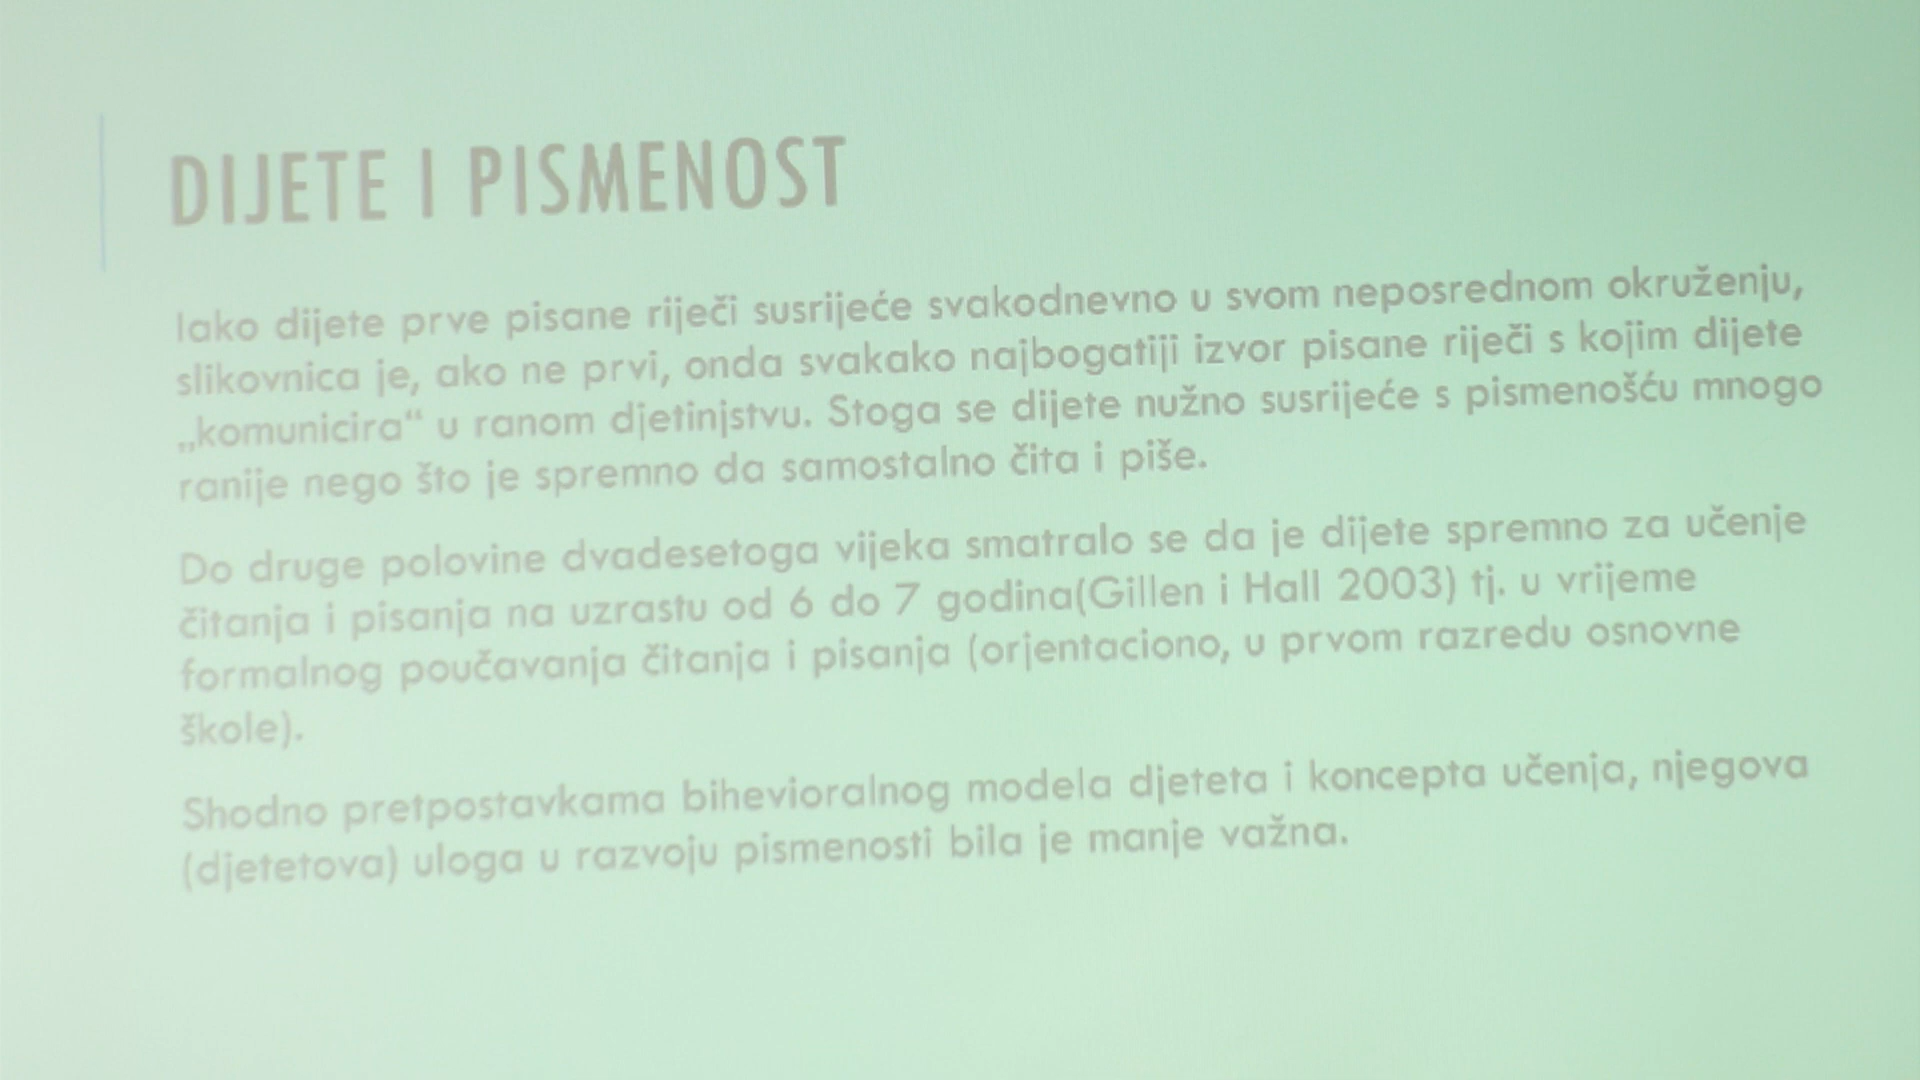 DIJETE I PISMENOST
Iako dijete prve pisane riječi susrijeće svakodnevno u svom neposrednom okruženju,
slikovnica je, ako ne prvi, onda svakako najbogatiji izvor pisane riječi s kojim dijete
„komunicira“ u ranom djetinjstvu. Stoga se dijete nužno susrijeće s pismenošću mnogo
ranije nego što je spremno da samostalno čita i piše.
Do druge polovine dvadesetoga vijeka smatralo se da je dijete spremno za učenje
čitanja i pisanja na uzrastu od 6 do 7 godina(Gillen i Hall 2003) tj. u vrijeme
formalnog poučavanja čitanja i pisanja (orjentaciono, u prvom razredu osnovne
škole).
Shodno pretpostavkama bihevioralnog modela djeteta i koncepta učenja, njegova
(djetetova) uloga u razvoju pismenosti bila je manje važna.